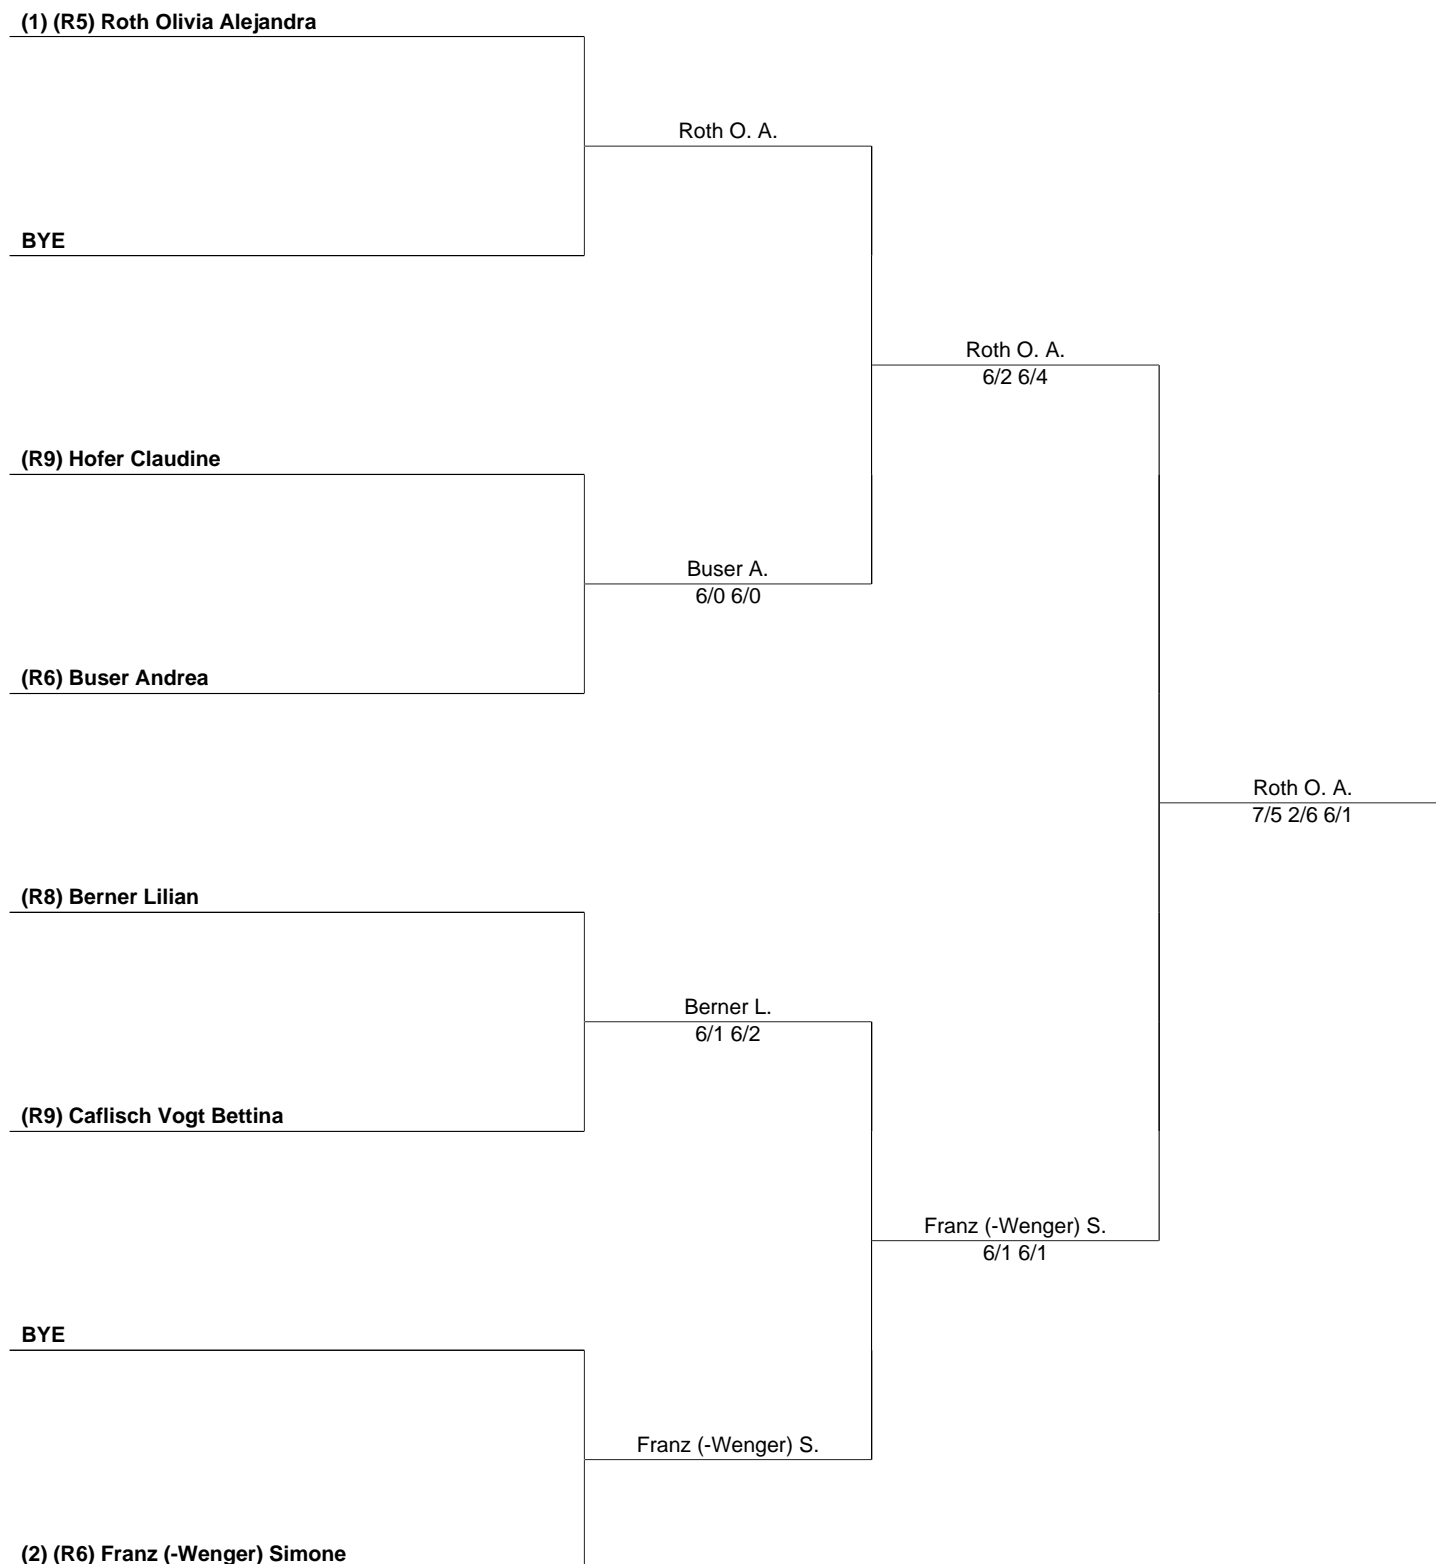 (1) (R5) Roth Olivia Alejandra
Roth O. A.
BYE
Roth O. A.
6/2 6/4
(R9) Hofer Claudine
Buser A.
6/0 6/0
(R6) Buser Andrea
Roth O. A.
7/5 2/6 6/1
(R8) Berner Lilian
Berner L.
6/1 6/2
(R9) Caflisch Vogt Bettina
Franz (-Wenger) S.
6/1 6/1
BYE
Franz (-Wenger) S.
(2) (R6) Franz (-Wenger) Simone